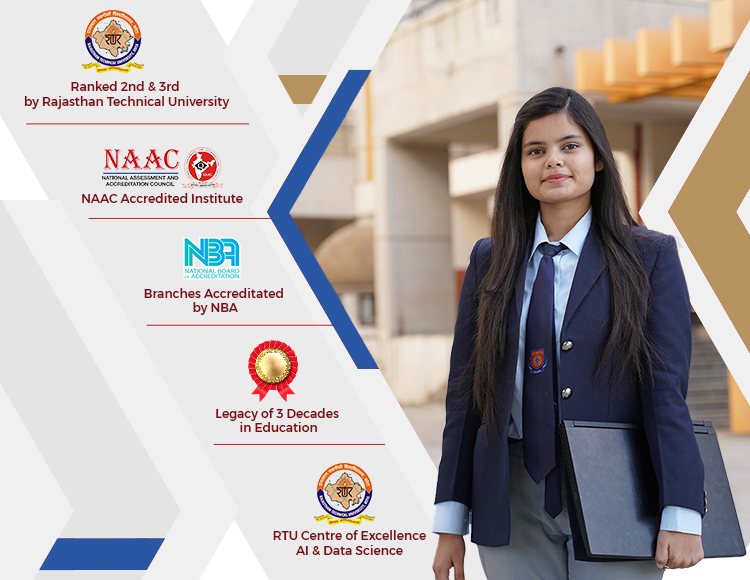 Ranked 2nd & 3rd
by Rajasthan Technical University
NAAC
NATIONAL ASSESSMENT AND
ACCREDITATION COUNCIL
NAAC Accredited Institute
NBA
NATIONAL BOARD
OF ACCREDITATION
Branches Accreditated
by NBA
Legacy of 3 Decades
in Education
RTU Centre of Excellence
AI & Data Science